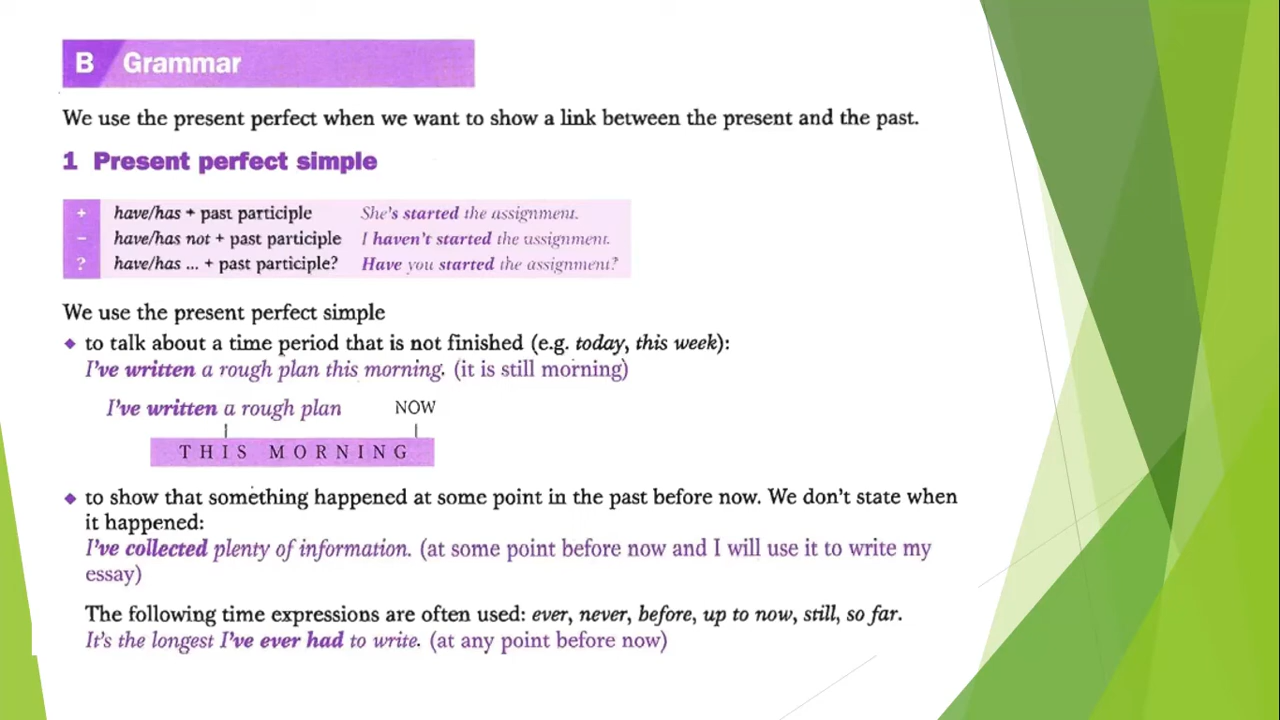 B Grammar
We use the present perfect when we want to show a link between the present and the past.
1 Present perfect simple
+ have/has + past participle She's started the assignment.
– have/has not + past participle I haven't started the assignment.
? have/has ... + past participle? Have you started the assignment?
We use the present perfect simple
◆ to talk about a time period that is not finished (e.g. today, this week):
I've written a rough plan this morning. (it is still morning)
I've written a rough plan NOW
THIS MORNING
◆ to show that something happened at some point in the past before now. We don't state when
it happened:
I've collected plenty of information. (at some point before now and I will use it to write my
essay)
The following time expressions are often used: ever, never, before, up to now, still, so far.
It's the longest I've ever had to write. (at any point before now)